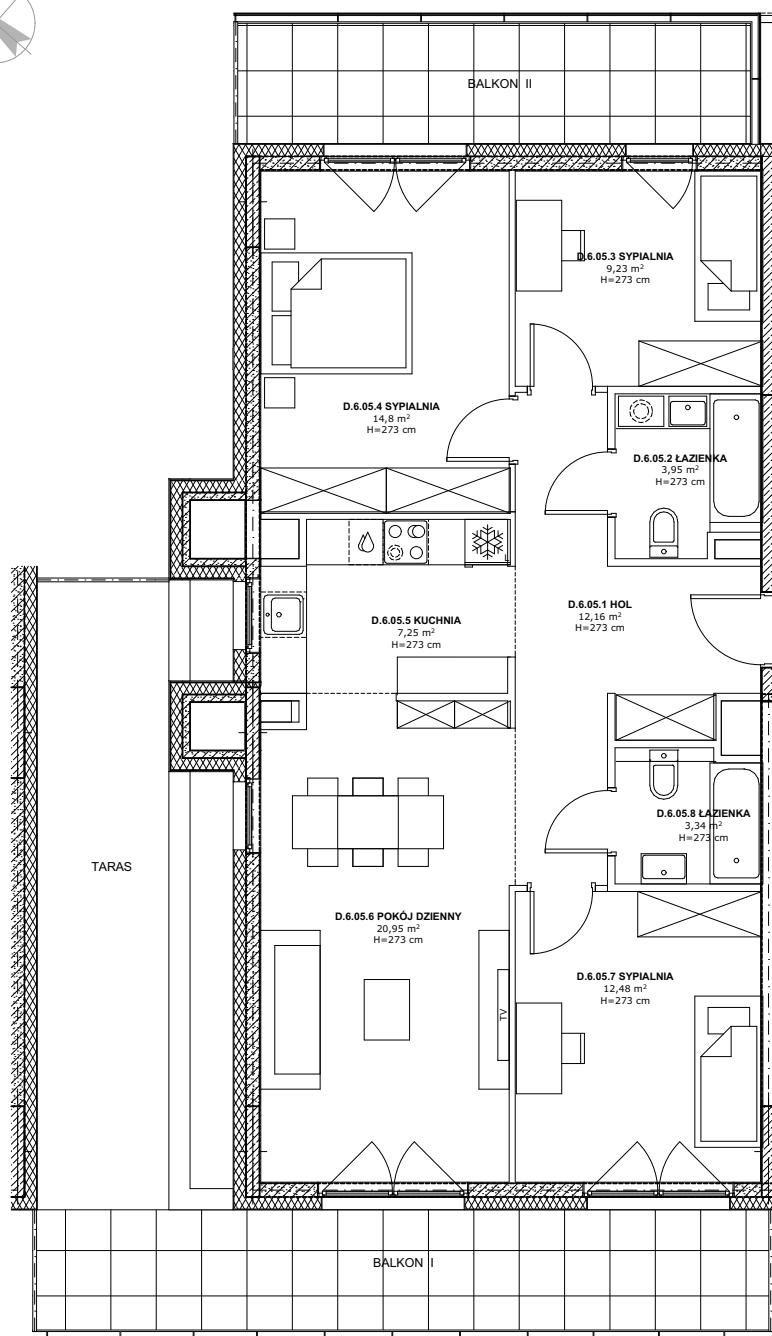 BALKON II
D.6.05.3 SYPIALNIA
9,23 m²
H=273 cm
D.6.05.4 SYPIALNIA
14,8 m²
H=273 cm
D.6.05.2 ŁAZIENKA
3,95 m²
H=273 cm
D.6.05.5 KUCHNIA
7,25 m²
H=273 cm
D.6.05.1 HOL
12,16 m²
H=273 cm
D.6.05.8 ŁAZIENKA
3,34 m²
H=273 cm
TARAS
D.6.05.6 POKÓJ DZIENNY
20,95 m²
H=273 cm
D.6.05.7 SYPIALNIA
12,48 m²
H=273 cm
TV
BALKON I